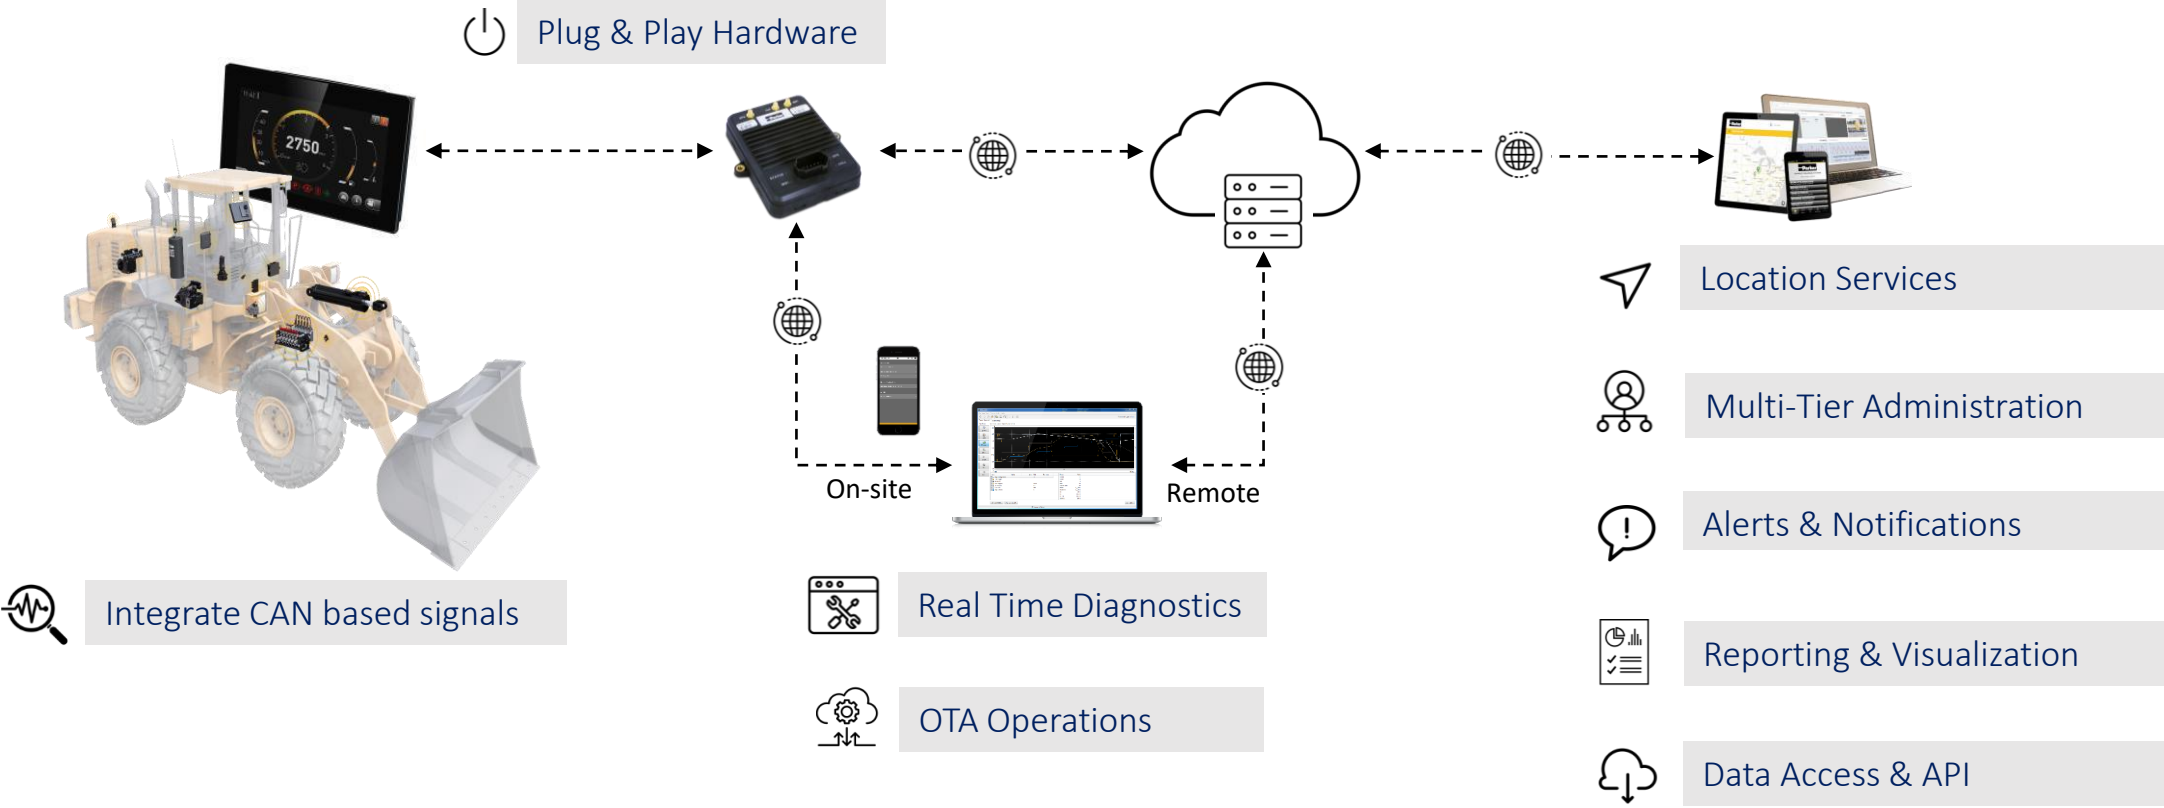 Plug & Play Hardware
2750
Parker
On-site
Remote
Integrate CAN based signals
Real Time Diagnostics
OTA Operations
Location Services
Multi-Tier Administration
Alerts & Notifications
Reporting & Visualization
Data Access & API